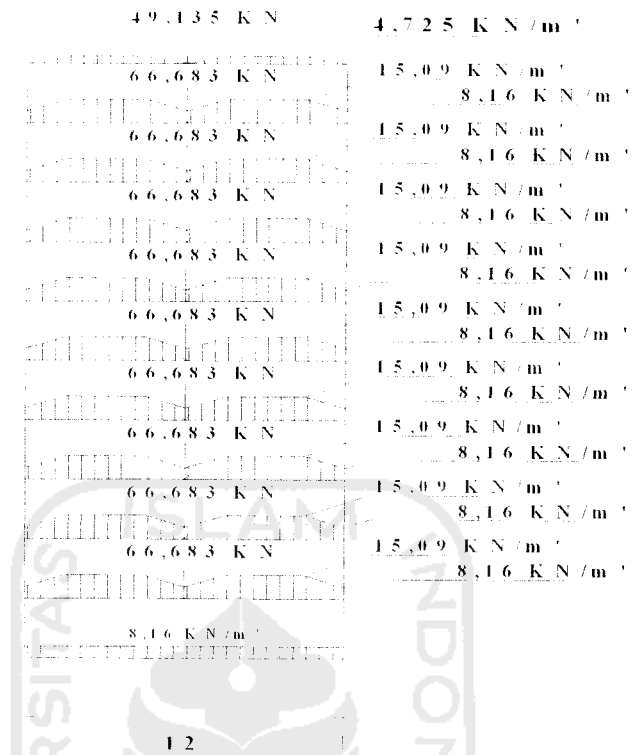 49,135 KN
4,725 KN/m'
66,683 KN
15,09 KN/m'
8,16 KN/m'
66,683 KN
15,09 KN/m'
8,16 KN/m'
66,683 KN
15,09 KN/m'
8,16 KN/m'
66,683 KN
15,09 KN/m'
8,16 KN/m'
66,683 KN
15,09 KN/m'
8,16 KN/m'
66,683 KN
15,09 KN/m'
8,16 KN/m'
66,683 KN
15,09 KN/m'
8,16 KN/m'
66,683 KN
15,09 KN/m'
8,16 KN/m'
66,683 KN
15,09 KN/m'
8,16 KN/m'
8,16 KN/m'
12
ISLAM